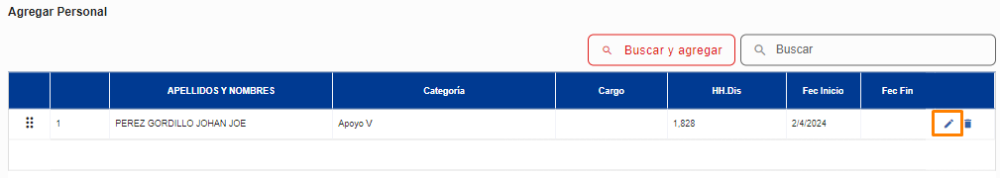 Agregar Personal
Buscar y agregar Buscar
APELLIDOS Y NOMBRES Categoría Cargo HH.Dis Fec Inicio Fec Fin
1 PEREZ GORDILLO JOHAN JOE Apoyo V 1,828 2/4/2024